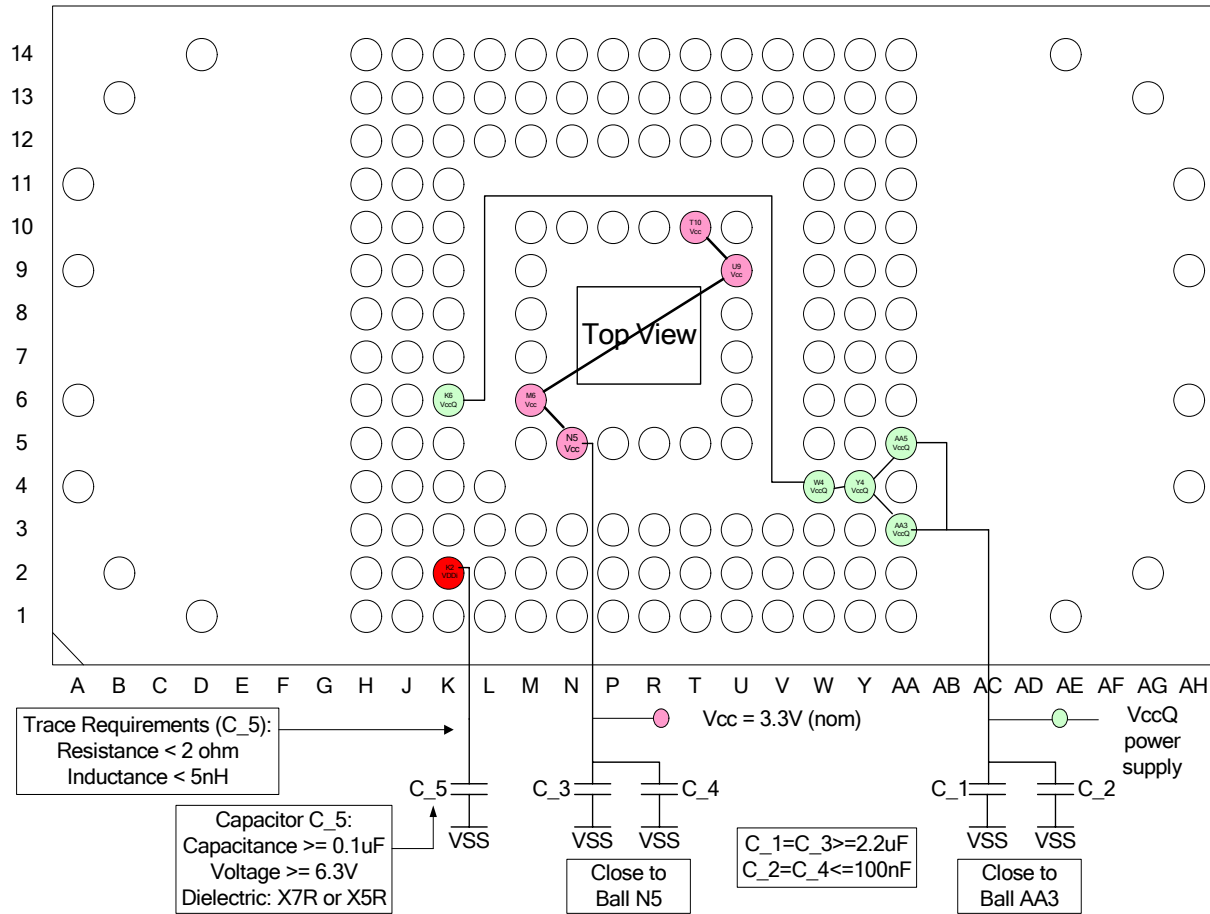 14
13
12
11
10
T10
Vcc
9
U9
Vcc
8
Top View
7
6
K6
VccQ
M6
Vcc
5
N5
Vcc
AA5
VccQ
4
W4
VccQ
Y4
VccQ
3
AA3
VccQ
2
K2
VDDi
1
A B C D E F G H J K L M N P R T U V W Y AA AB AC AD AE AF AG AH
Trace Requirements (C_5):
Resistance < 2 ohm
Inductance < 5nH
Vcc = 3.3V (nom)
VccQ
power
supply
C_5
C_3
C_4
C_1
C_2
Capacitor C_5:
Capacitance >= 0.1uF
Voltage >= 6.3V
Dielectric: X7R or X5R
VSS
VSS
VSS
VSS
VSS
C_1=C_3>=2.2uF
C_2=C_4<=100nF
Close to
Ball N5
Close to
Ball AA3